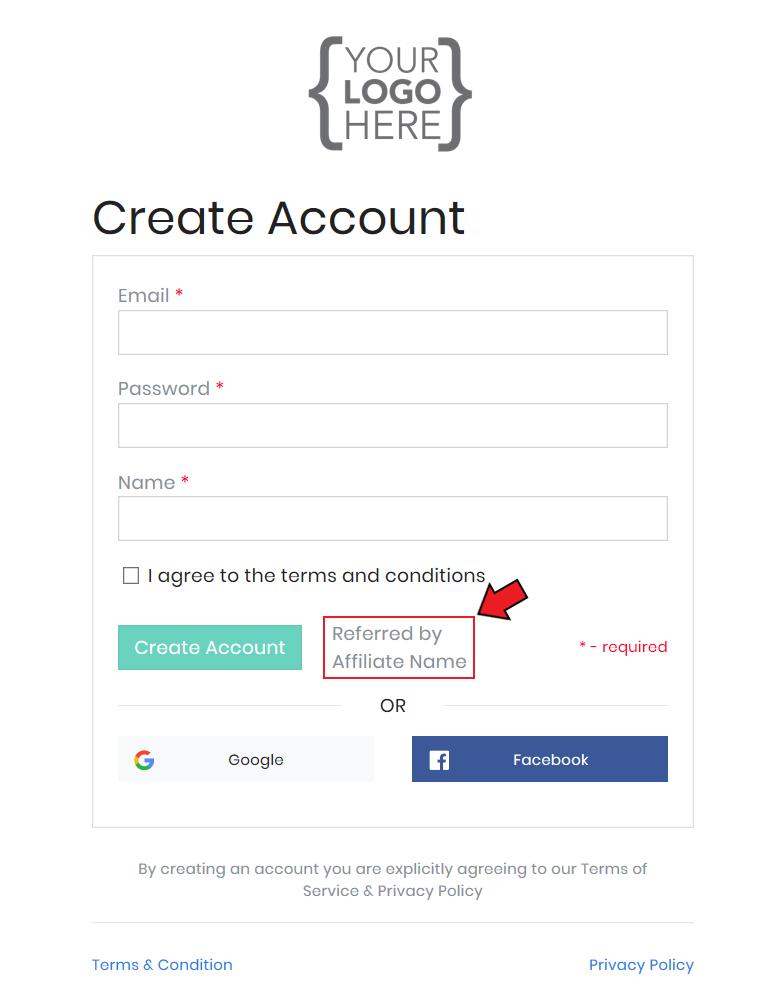 YOUR
LOGO
HERE
Create Account
Email *
Password *
Name *
I agree to the terms and conditions
Create Account
Referred by
Affiliate Name
* - required
OR
Google
Facebook
By creating an account you are explicitly agreeing to our Terms of
Service & Privacy Policy
Terms & Condition
Privacy Policy